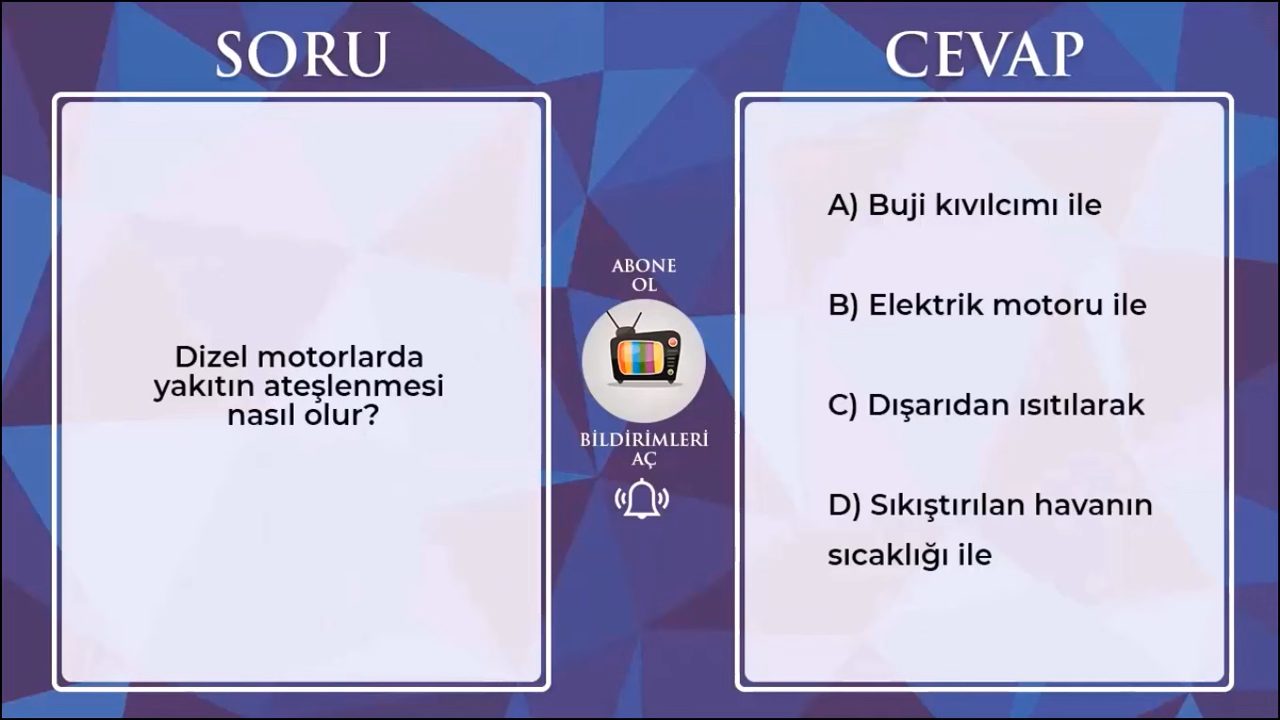 SORU
Dizel motorlarda
yakıtın ateşlenmesi
nasıl olur?
ABONE
OL
BİLDİRİMLERİ
AÇ
CEVAP
A) Buji kıvılcımı ile
B) Elektrik motoru ile
C) Dışarıdan ısıtılarak
D) Sıkıştırılan havanın
sıcaklığı ile